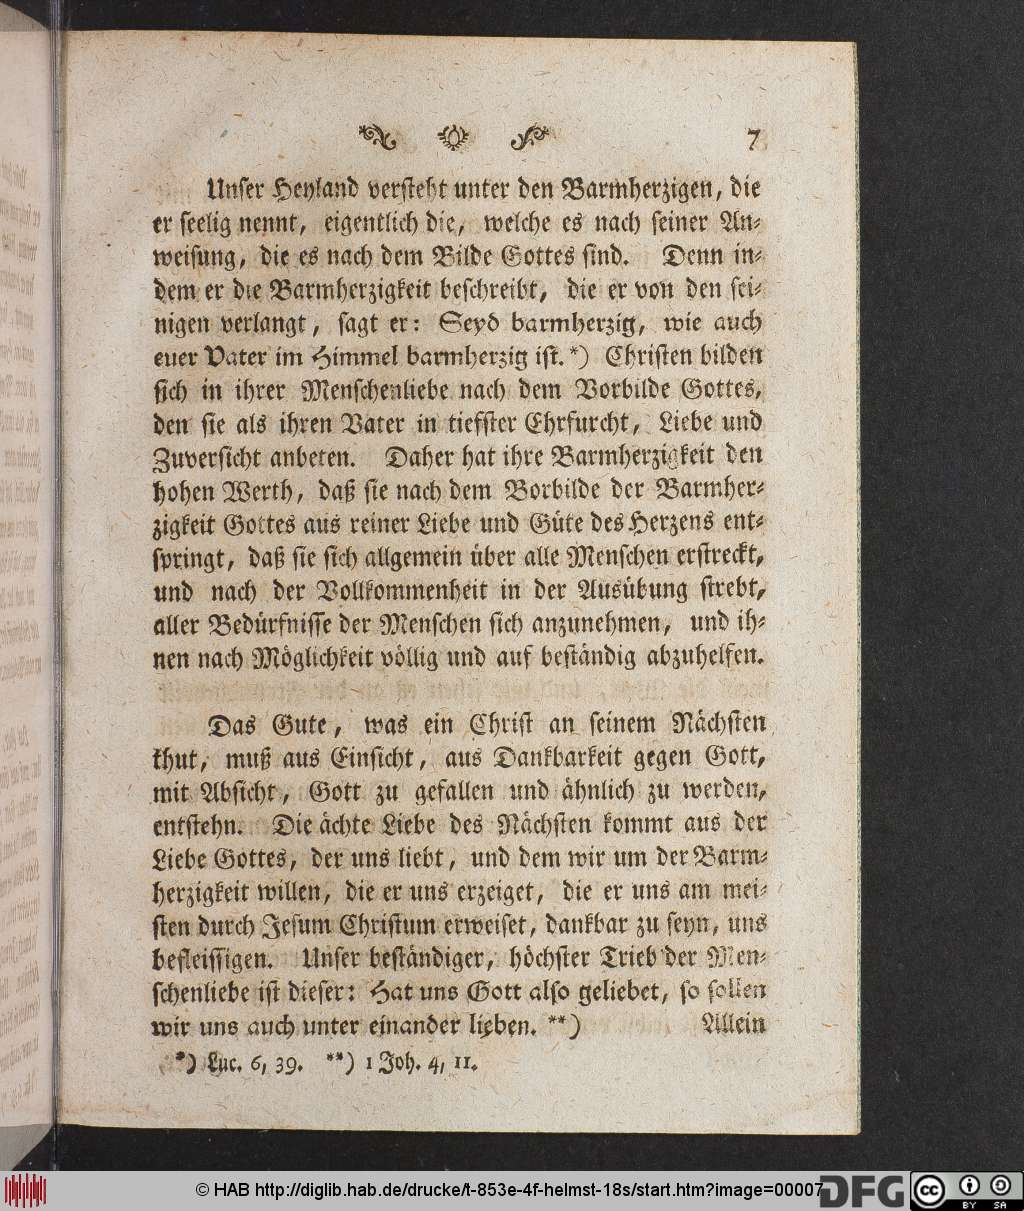 7
Unser Heyland versteht unter den Barmherzigen, die
er seelig nennt, eigentlich die, welche es nach seiner An-
weisung, die es nach dem Bilde Gottes sind. Denn in-
dem er die Barmherzigkeit beschreibt, die er von den sei-
nigen verlangt, sagt er: Seyd barmherzig, wie auch
euer Vater im Himmel barmherzig ist.*) Christen bilden
sich in ihrer Menschenliebe nach dem Vorbilde Gottes,
den sie als ihren Vater in tiefster Ehrfurcht, Liebe und
Zuversicht anbeten. Daher hat ihre Barmherzigkeit den
hohen Werth, daß sie nach dem Vorbilde der Barmher-
zigkeit Gottes aus reiner Liebe und Güte des Herzens ent-
springt, daß sie sich allgemein über alle Menschen erstreckt,
und nach der Vollkommenheit in der Ausübung strebt,
aller Bedürfnisse der Menschen sich anzunehmen, und ih-
nen nach Möglichkeit völlig und auf beständig abzuhelfen.
Das Gute, was ein Christ an seinem Nächsten
thut, muß aus Einsicht, aus Dankbarkeit gegen Gott,
mit Absicht, Gott zu gefallen und ähnlich zu werden,
entstehn. Die ächte Liebe des Nächsten kommt aus der
Liebe Gottes, der uns liebt, und dem wir um der Barm-
herzigkeit willen, die er uns erzeiget, die er uns am mei-
sten durch Jesum Christum erweiset, dankbar zu seyn, uns
befleissigen. Unser beständiger, höchster Trieb der Men-
schenliebe ist dieser: Hat uns Gott also geliebet, so sollen
wir uns auch unter einander lieben. **) Allein
*) Luc. 6, 39. **) 1 Joh. 4, 11.
© HAB http://diglib.hab.de/drucke/t-853e-4f-helmst-18s/start.htm?image=00007
DFG
cc BY SA